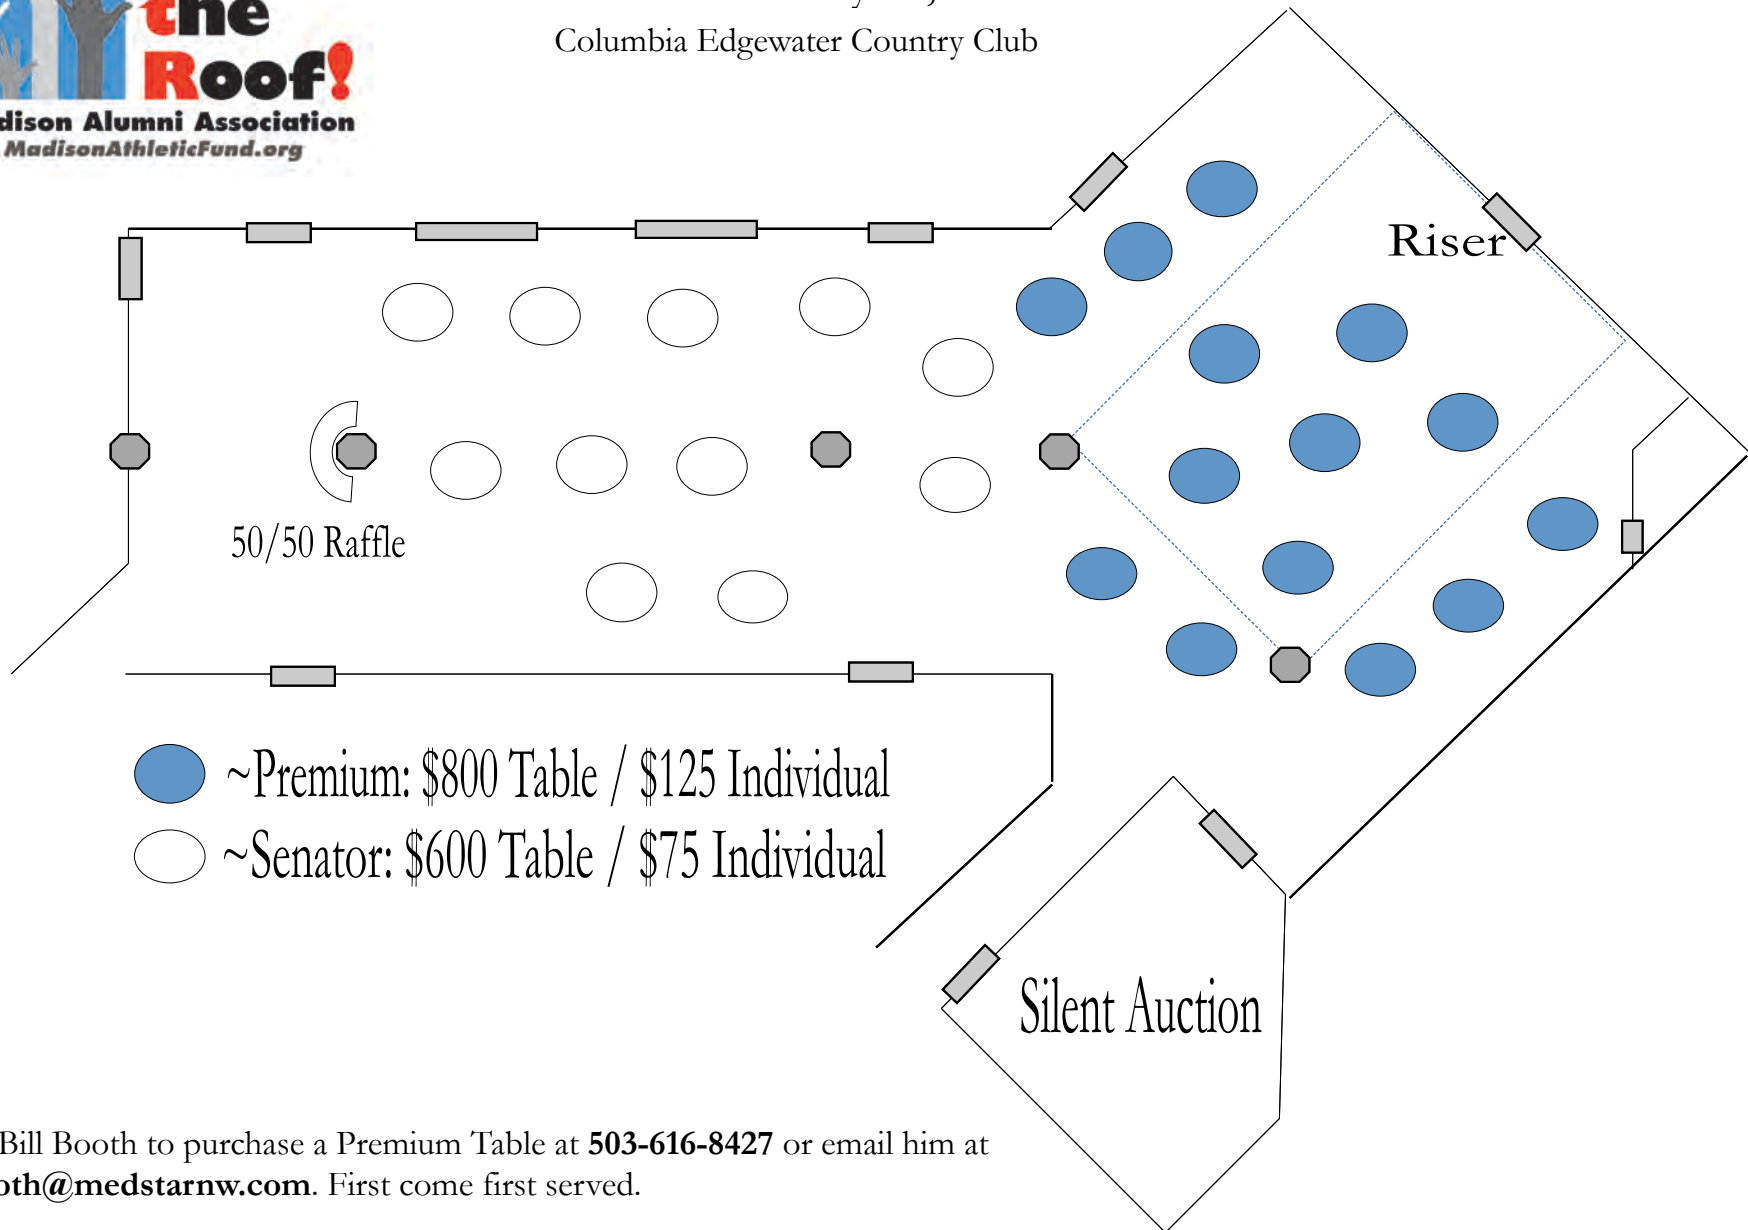 the
Roof!
Alumni Association
MadisonAthleticFund.org
Columbia Edgewater Country Club
Riser
50/50 Raffle
~Premium: $800 Table / $125 Individual
~Senator: $600 Table / $75 Individual
Silent Auction
Bill Booth to purchase a Premium Table at 503-616-8427 or email him at
oth@medstarnw.com. First come first served.